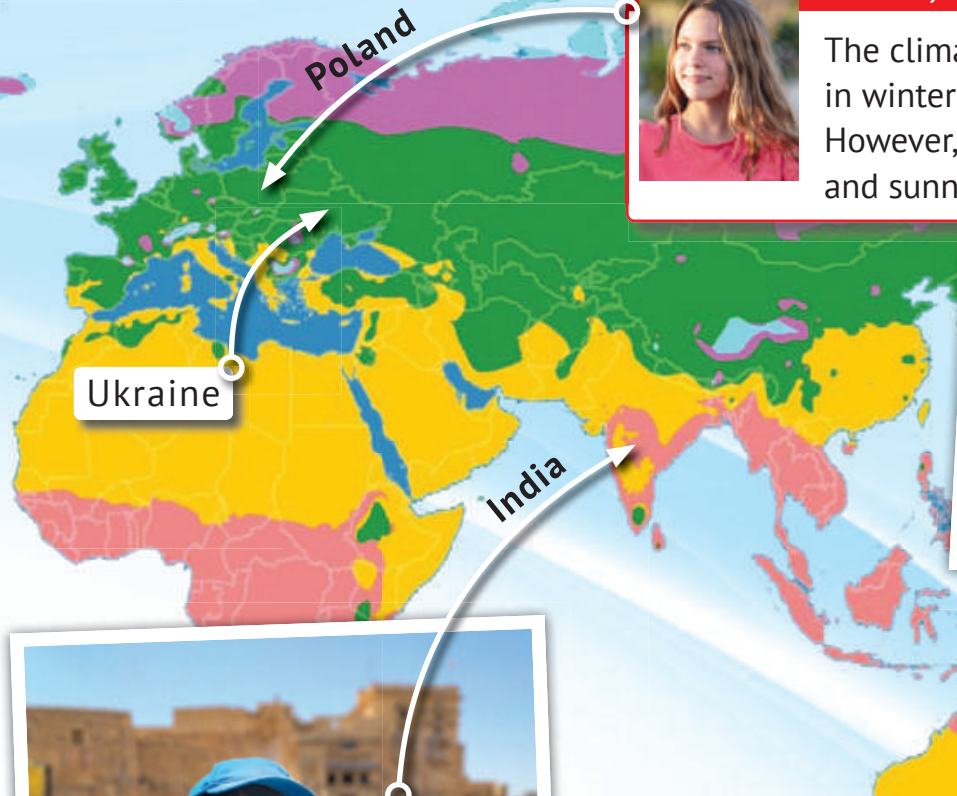 Poland
The clima
in winter
However,
and sunn
Ukraine
India